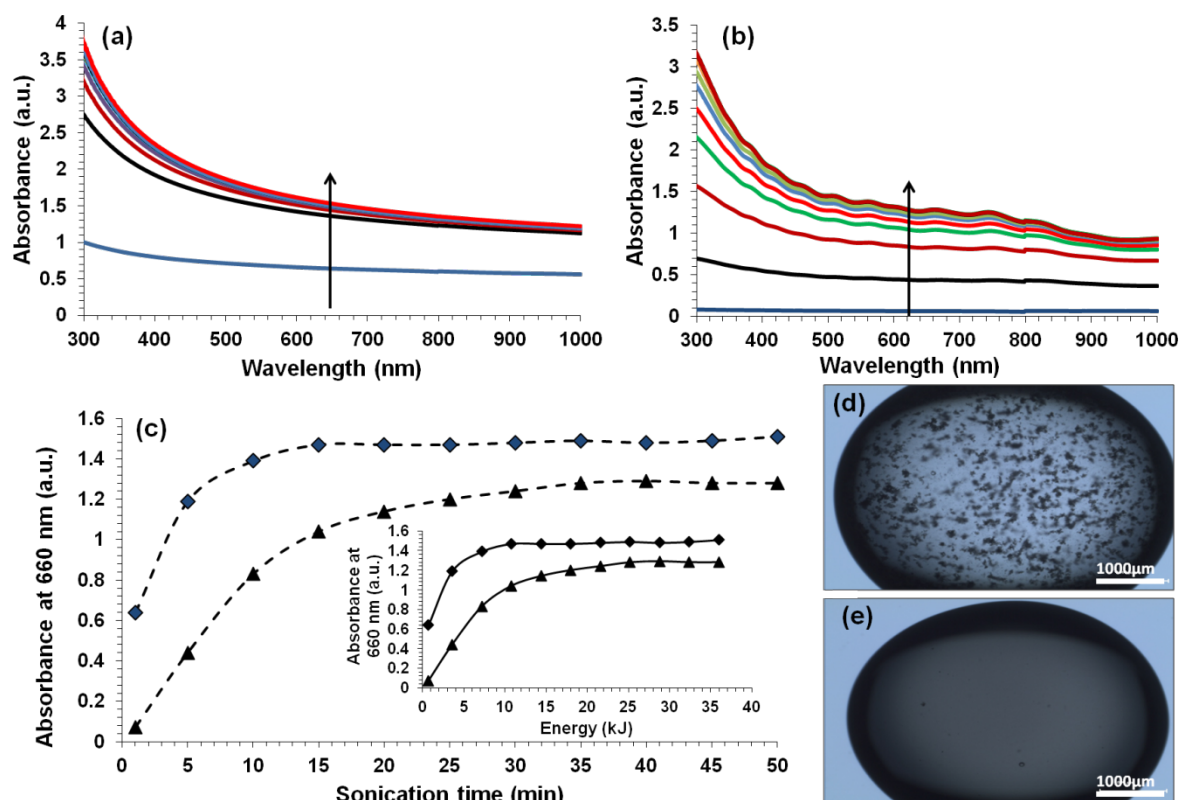 (a)
4
3.5
3
2.5
2
1.5
1
0.5
0
Absorbance (a.u.)
300 400 500 600 700 800 900 1000
Wavelength (nm)
(b)
3.5
3
2.5
2
1.5
1
0.5
0
Absorbance (a.u.)
300 400 500 600 700 800 900 1000
Wavelength (nm)
(c)
1.6
1.4
1.2
1
0.8
0.6
0.4
0.2
0
Absorbance at 660 nm (a.u.)
0 5 10 15 20 25 30 35 40 45 50
Sonication time (min)
1.6
1.4
1.2
1
0.8
0.6
0.4
0.2
0
Absorbance at
660 nm (a.u.)
0 5 10 15 20 25 30 35 40
Energy (kJ)
(d)
1000µm
(e)
1000µm